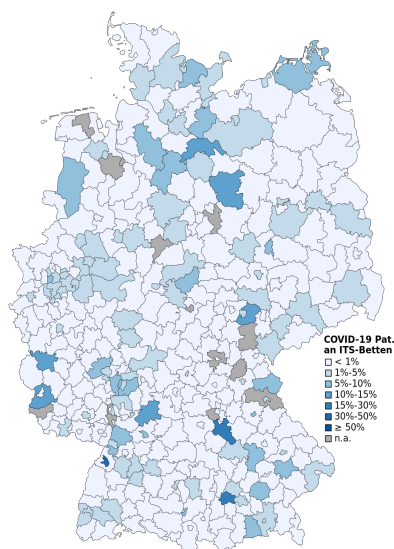 COVID-19 Pat.
an ITS-Betten
< 1%
1%-5%
5%-10%
10%-15%
15%-30%
30%-50%
≥ 50%
n.a.